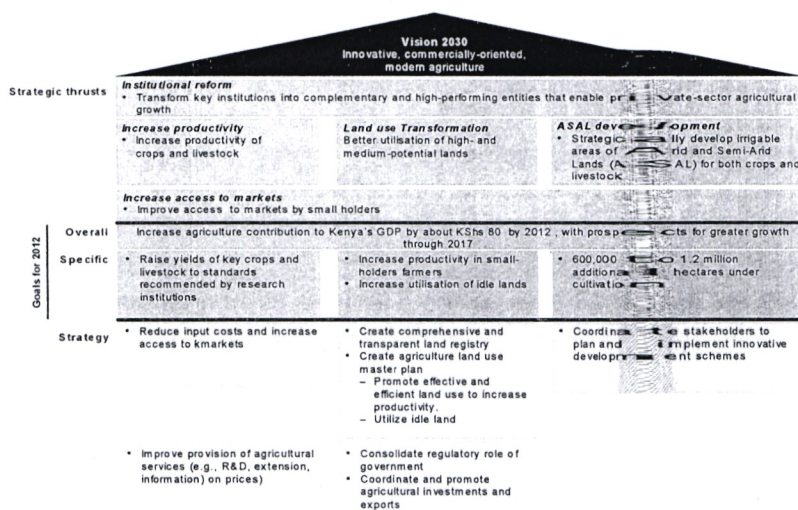 Vision 2030
Innovative, commercially-oriented,
modern agriculture
Strategic thrusts
Institutional reform
• Transform key institutions into complementary and high-performing entities that enable pr vate-sector agricultural
growth
Increase productivity
• Increase productivity of
crops and livestock
Land use Transformation
Better utilisation of high- and
medium-potential lands
ASAL deve opment
• Strategic lly develop irrigable
areas of rid and Semi-Arid
Lands (A AL) for both crops and
livestock
Increase access to markets
• Improve access to markets by small holders
Goals for 2012
Overall
Increase agriculture contribution to Kenya's GDP by about KShs 80 by 2012 , with prosp cts for greater growth
through 2017
Specific
• Raise yields of key crops and
livestock to standards
recommended by research
institutions
• Increase productivity in small-
holders farmers
• Increase utilisation of idle lands
• 600,000 1.2 million
additiona hectares under
cultivatio
Strategy
• Reduce input costs and increase
access to kmarkets
• Create comprehensive and
transparent land registry
• Create agriculture land use
master plan
– Promote effective and
efficient land use to increase
productivity.
– Utilize idle land
• Coordina e stakeholders to
plan and implement innovative
develop ent schemes
• Improve provision of agricultural
services (e.g., R&D, extension,
information) on prices)
• Consolidate regulatory role of
government
• Coordinate and promote
agricultural investments and
exports